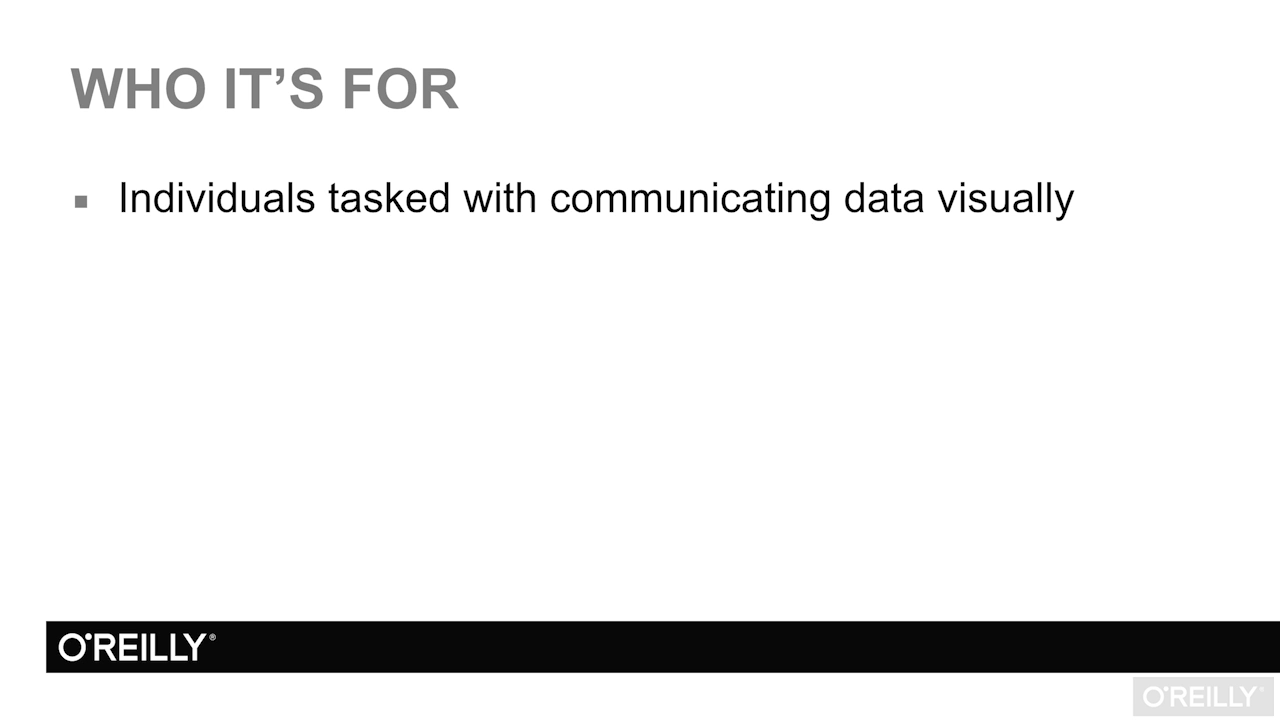 WHO IT’S FOR
▪ Individuals tasked with communicating data visually
O'REILLY®
O'REILLY®